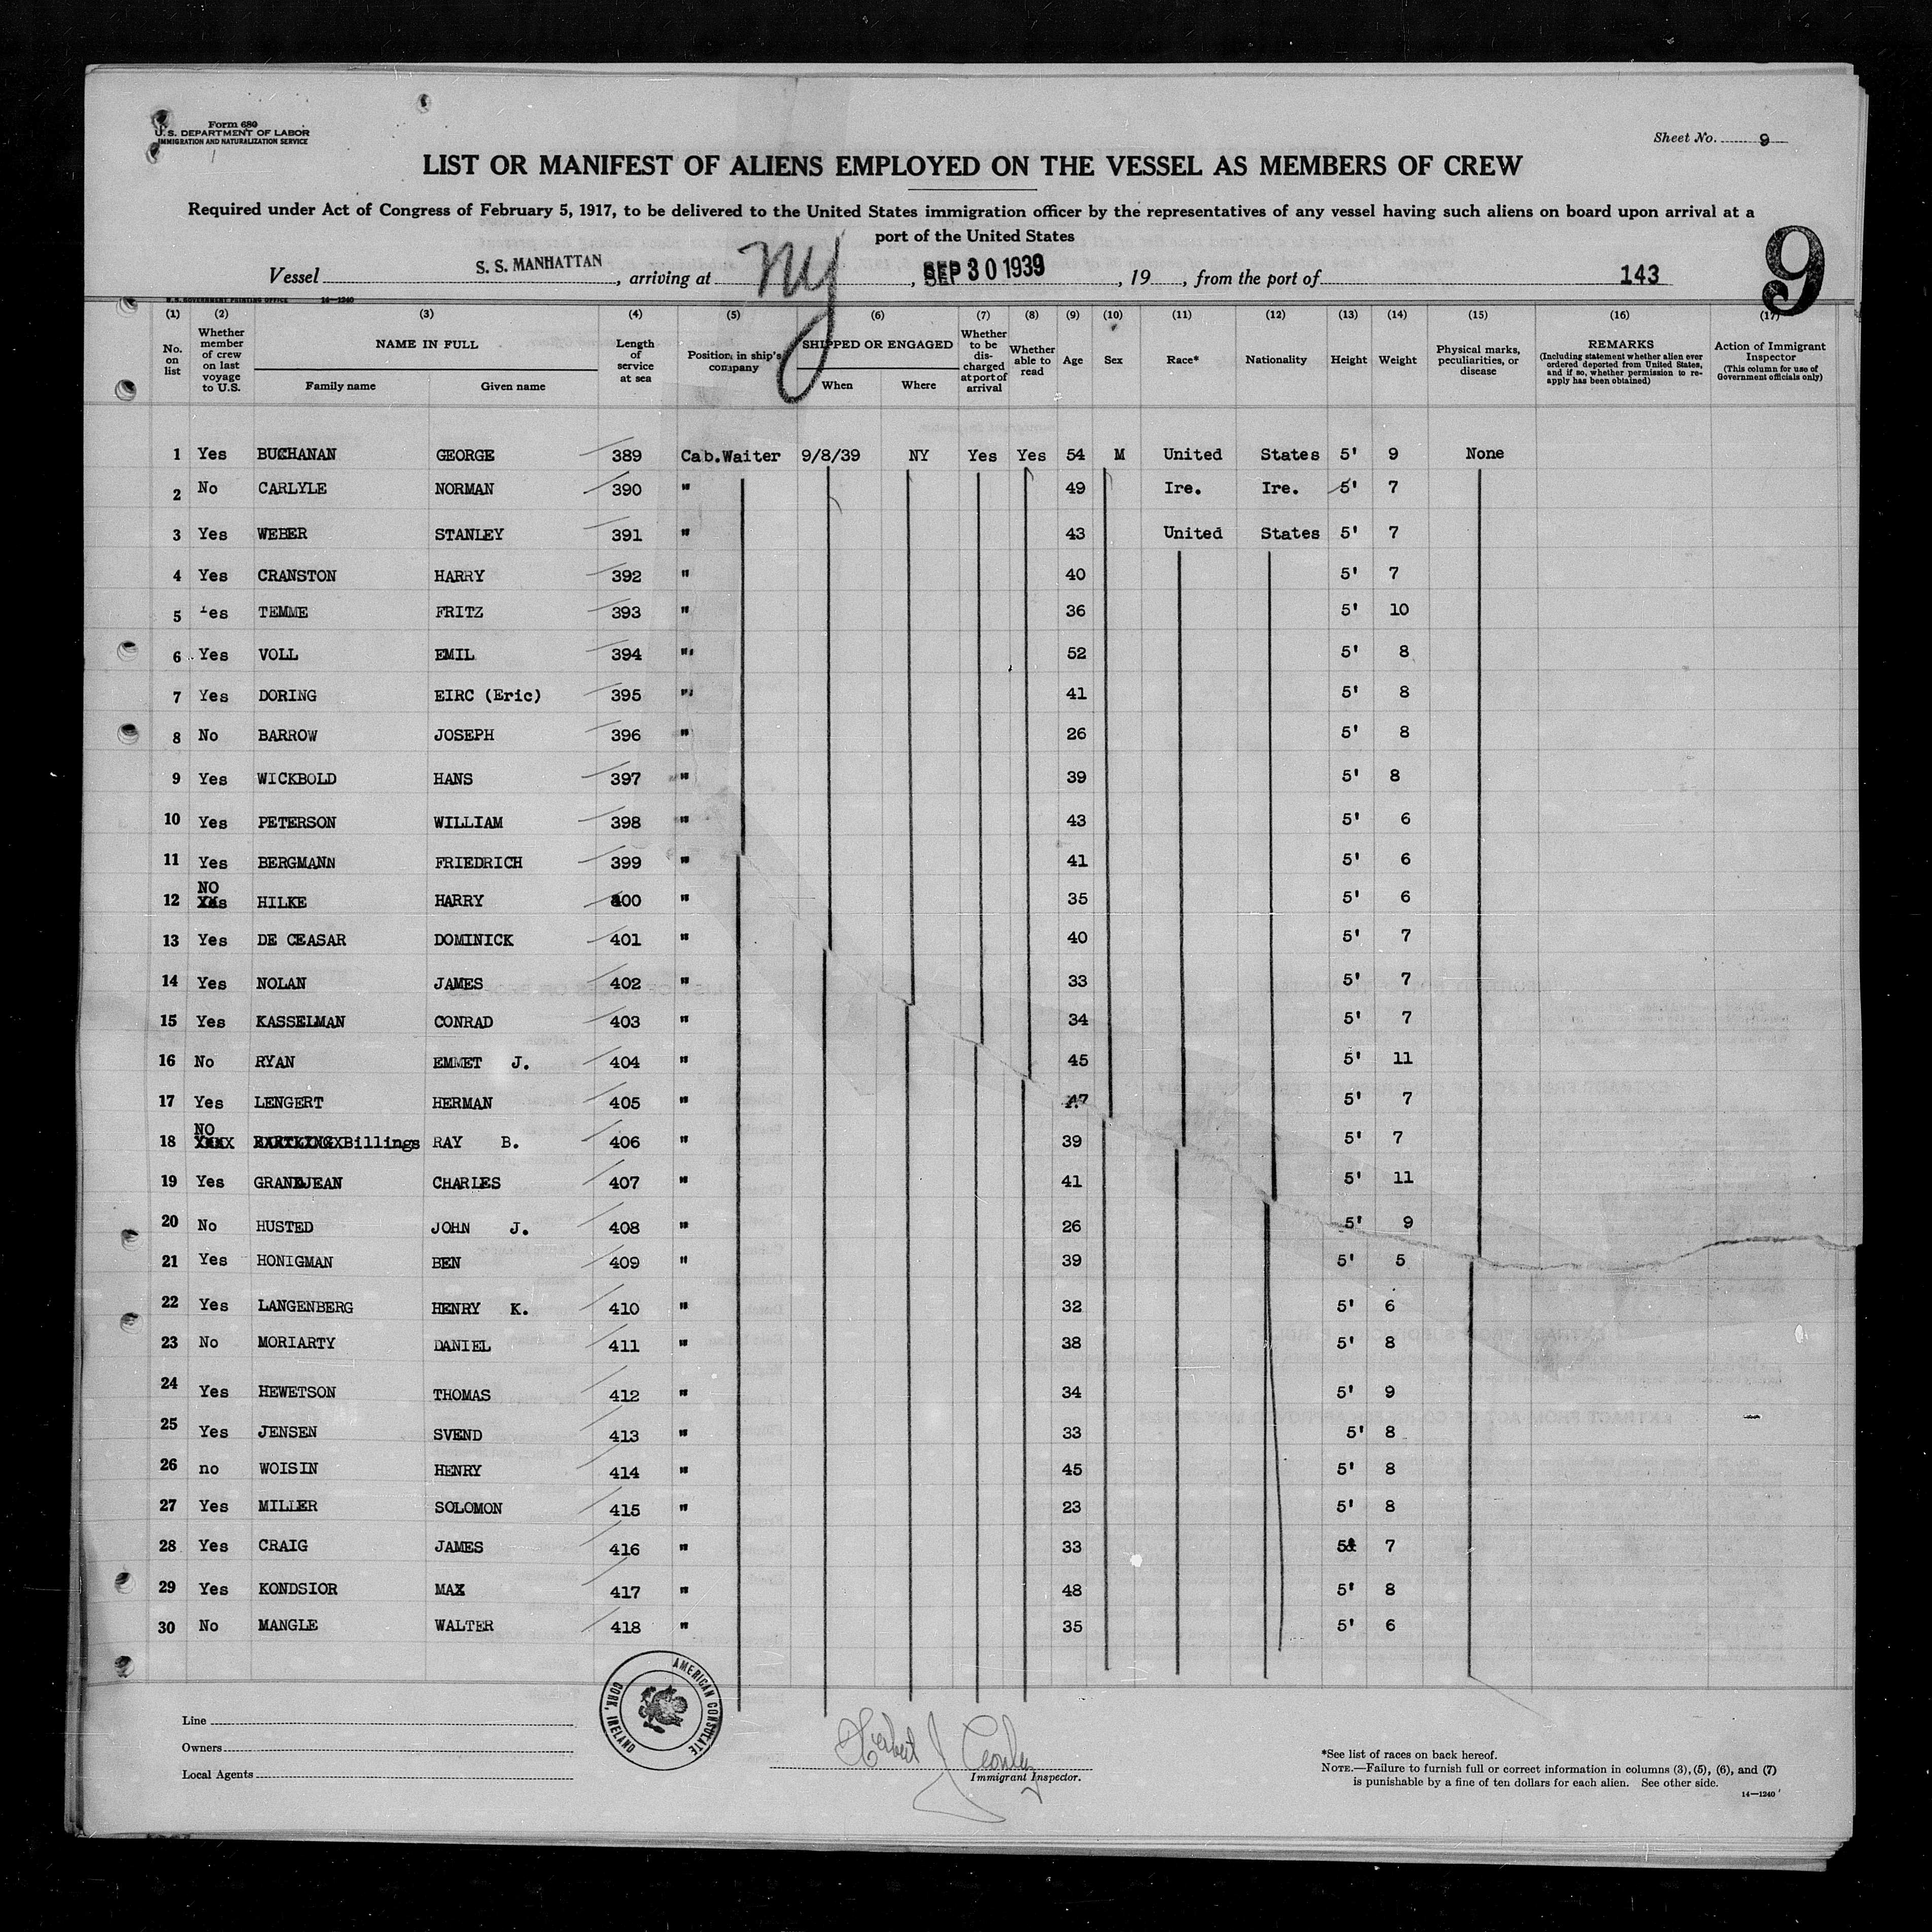 Form 680
U. S. DEPARTMENT OF LABOR
IMMIGRATION AND NATURALIZATION SERVICE
Sheet No. 9
LIST OR MANIFEST OF ALIENS EMPLOYED ON THE VESSEL AS MEMBERS OF CREW
Required under Act of Congress of February 5, 1917, to be delivered to the United States immigration officer by the representatives of any vessel having such aliens on board upon arrival at a
port of the United States
9
Vessel S. S. MANHATTAN, arriving at NY, SEP 30 1939, 19, from the port of 143
U. S. GOVERNMENT PRINTING OFFICE 14—1240
(1) (2) (3) (4) (5) (6) (7) (8) (9) (10) (11) (12) (13) (14) (15) (16) (17)
No. on list
Whether member of crew on last voyage to U.S.
NAME IN FULL
Family name Given name
Length of service at sea
Position in ship's company
SHIPPED OR ENGAGED
When Where
Whether to be discharged at port of arrival
Whether able to read
Age
Sex
Race*
Nationality
Height
Weight
Physical marks, peculiarities, or disease
REMARKS
(Including statement whether alien ever ordered deported from United States, and if so, whether permission to reapply has been obtained)
Action of Immigrant Inspector
(This column for use of Government officials only)
1 Yes BUCHANAN GEORGE 389 Cab.Waiter 9/8/39 NY Yes Yes 54 M United States 5' 9 None
2 No CARLYLE NORMAN 390 " 49 Ire. Ire. 5' 7
3 Yes WEBER STANLEY 391 " 43 United States 5' 7
4 Yes CRANSTON HARRY 392 " 40 5' 7
5 Yes TEMME FRITZ 393 " 36 5' 10
6 Yes VOLL EMIL 394 " 52 5' 8
7 Yes DORING EIRC (Eric) 395 " 41 5' 8
8 No BARROW JOSEPH 396 " 26 5' 8
9 Yes WICKBOLD HANS 397 " 39 5' 8
10 Yes PETERSON WILLIAM 398 " 43 5' 6
11 Yes BERGMANN FRIEDRICH 399 " 41 5' 6
12 NO HILKE HARRY 400 " 35 5' 6
13 Yes DE CEASAR DOMINICK 401 " 40 5' 7
14 Yes NOLAN JAMES 402 " 33 5' 7
15 Yes KASSELMAN CONRAD 403 " 34 5' 7
16 No RYAN EMMET J. 404 " 45 5' 11
17 Yes LENGERT HERMAN 405 " 47 5' 7
18 NO Billings RAY B. 406 " 39 5' 7
19 Yes GRANDJEAN CHARLES 407 " 41 5' 11
20 No HUSTED JOHN J. 408 " 26 5' 9
21 Yes HONIGMAN BEN 409 " 39 5' 5
22 Yes LANGENBERG HENRY K. 410 " 32 5' 6
23 No MORIARTY DANIEL 411 " 38 5' 8
24 Yes HEWETSON THOMAS 412 " 34 5' 9
25 Yes JENSEN SVEND 413 " 33 5' 8
26 no WOISIN HENRY 414 " 45 5' 8
27 Yes MILLER SOLOMON 415 " 23 5' 8
28 Yes CRAIG JAMES 416 " 33 5' 7
29 Yes KONDSIOR MAX 417 " 48 5' 8
30 No MANGLE WALTER 418 " 35 5' 6
AMERICAN CONSULATE
CORK, IRELAND
Line
Owners
Local Agents
Herbert J
Immigrant Inspector.
*See list of races on back hereof.
NOTE.—Failure to furnish full or correct information in columns (3), (5), (6), and (7)
is punishable by a fine of ten dollars for each alien. See other side.
14—1240